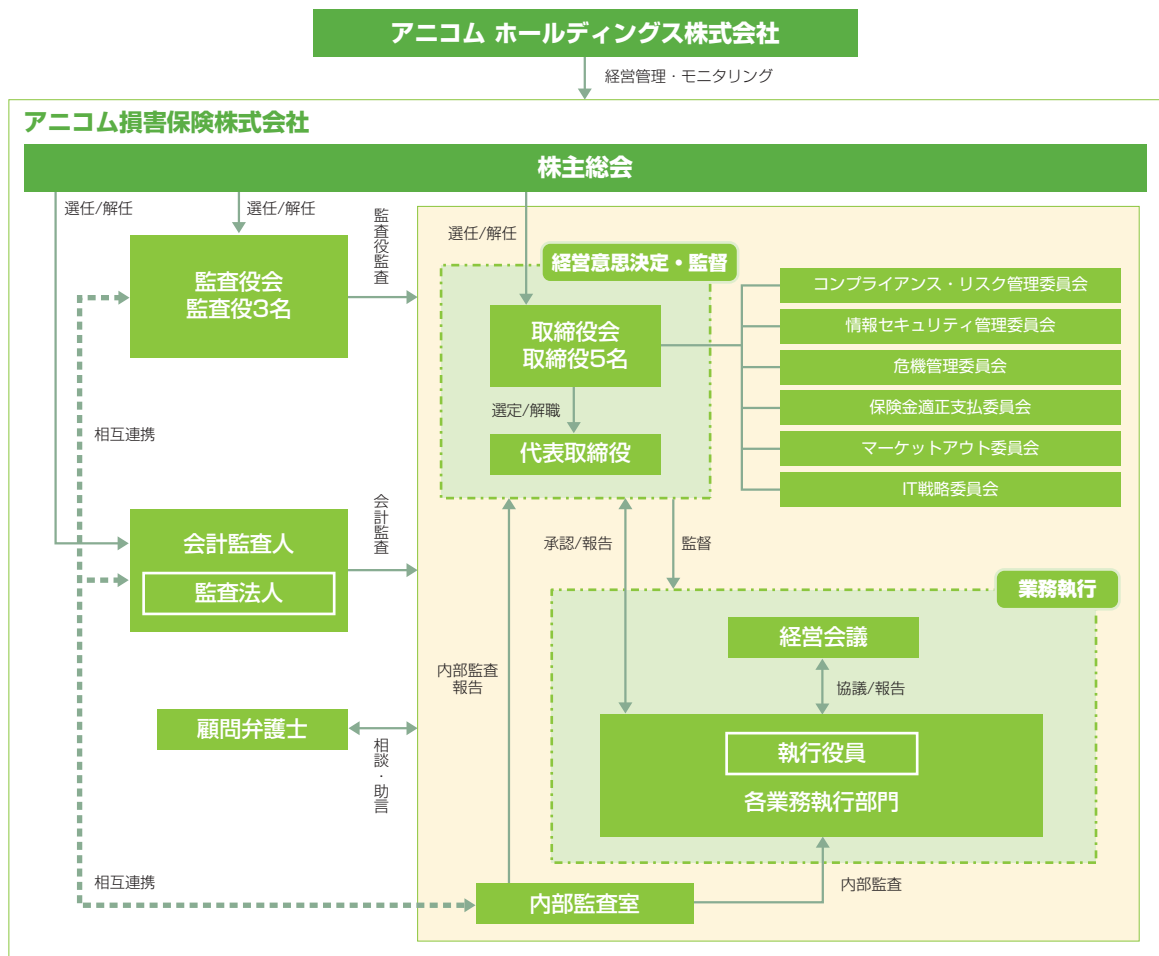 アニコム ホールディングス株式会社
経営管理・モニタリング
アニコム損害保険株式会社
株主総会
選任/解任
選任/解任
監査役監査
選任/解任
経営意思決定・監督
監査役会
監査役3名
取締役会
取締役5名
コンプライアンス・リスク管理委員会
情報セキュリティ管理委員会
危機管理委員会
保険金適正支払委員会
マーケットアウト委員会
IT戦略委員会
選定/解職
代表取締役
相互連携
会計監査人
監査法人
会計監査
承認/報告
監督
業務執行
経営会議
協議/報告
内部監査
報告
顧問弁護士
相談・助言
執行役員
各業務執行部門
相互連携
内部監査室
内部監査